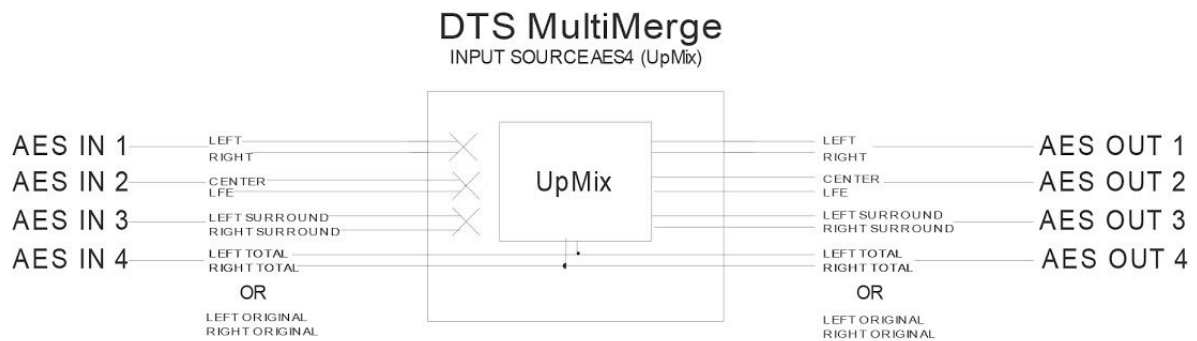 DTS MultiMerge
INPUT SOURCEAES4 (UpMix)
AES IN 1
LEFT
RIGHT
AES IN 2
CENTER
LFE
AES IN 3
LEFT SURROUND
RIGHT SURROUND
AES IN 4
LEFT TOTAL
RIGHT TOTAL
OR
LEFT ORIGINAL
RIGHT ORIGINAL
UpMix
LEFT
RIGHT
AES OUT 1
CENTER
LFE
AES OUT 2
LEFT SURROUND
RIGHT SURROUND
AES OUT 3
LEFT TOTAL
RIGHT TOTAL
AES OUT 4
OR
LEFT ORIGINAL
RIGHT ORIGINAL